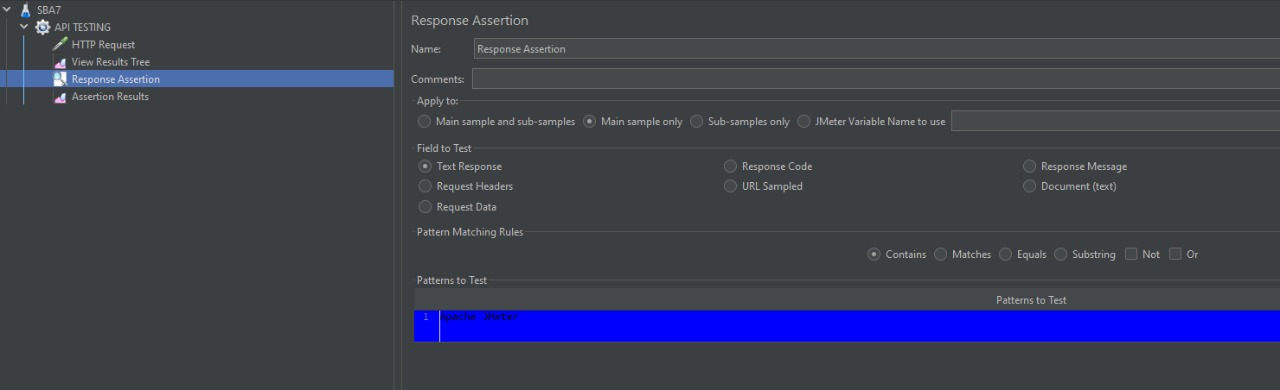 SBA7
API TESTING
HTTP Request
View Results Tree
Response Assertion
Assertion Results
Response Assertion
Name: Response Assertion
Comments:
Apply to:
Main sample and sub-samples Main sample only Sub-samples only JMeter Variable Name to use
Field to Test
Text Response Response Code Response Message
Request Headers URL Sampled Document (text)
Request Data
Pattern Matching Rules
Contains Matches Equals Substring Not Or
Patterns to Test
Patterns to Test
1 Apache JMeter